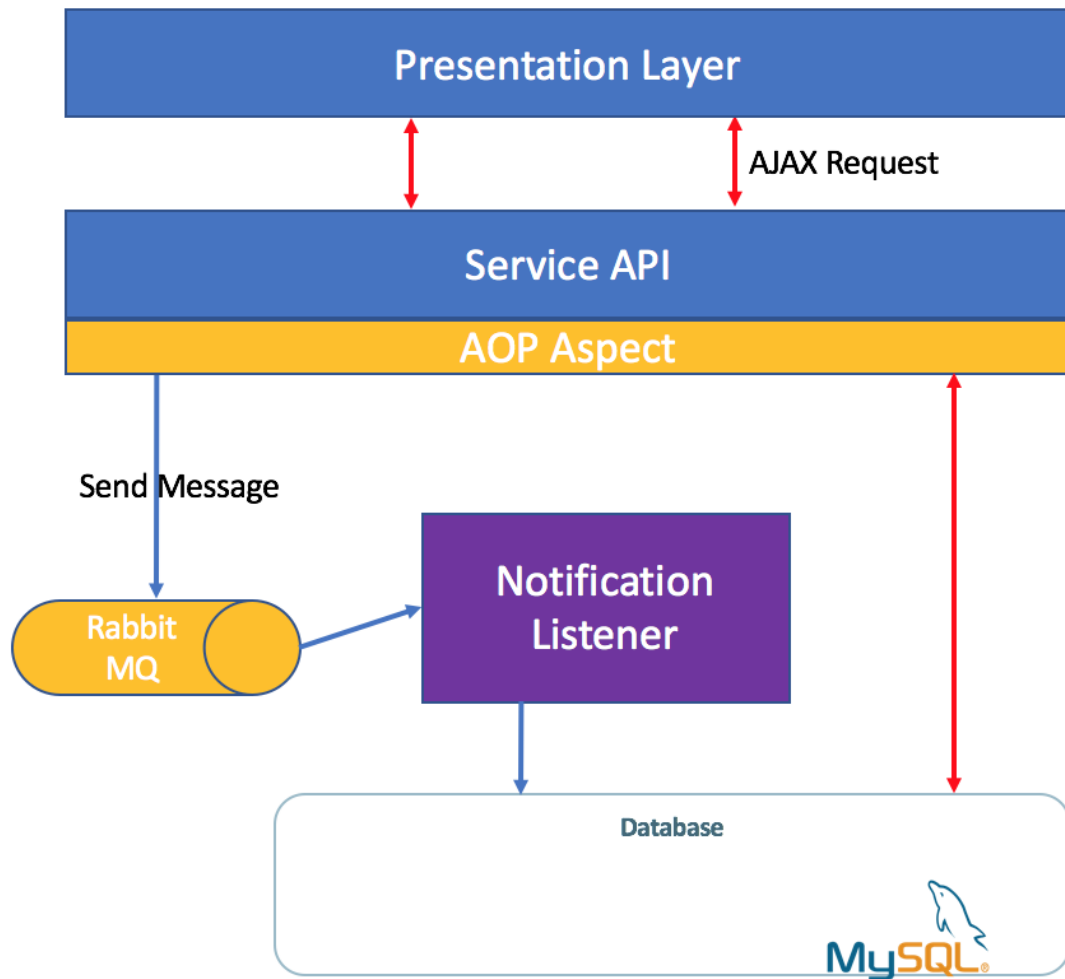 Presentation Layer
AJAX Request
Service API
AOP Aspect
Send Message
Notification
Listener
Rabbit
MQ
Database
MySQL®